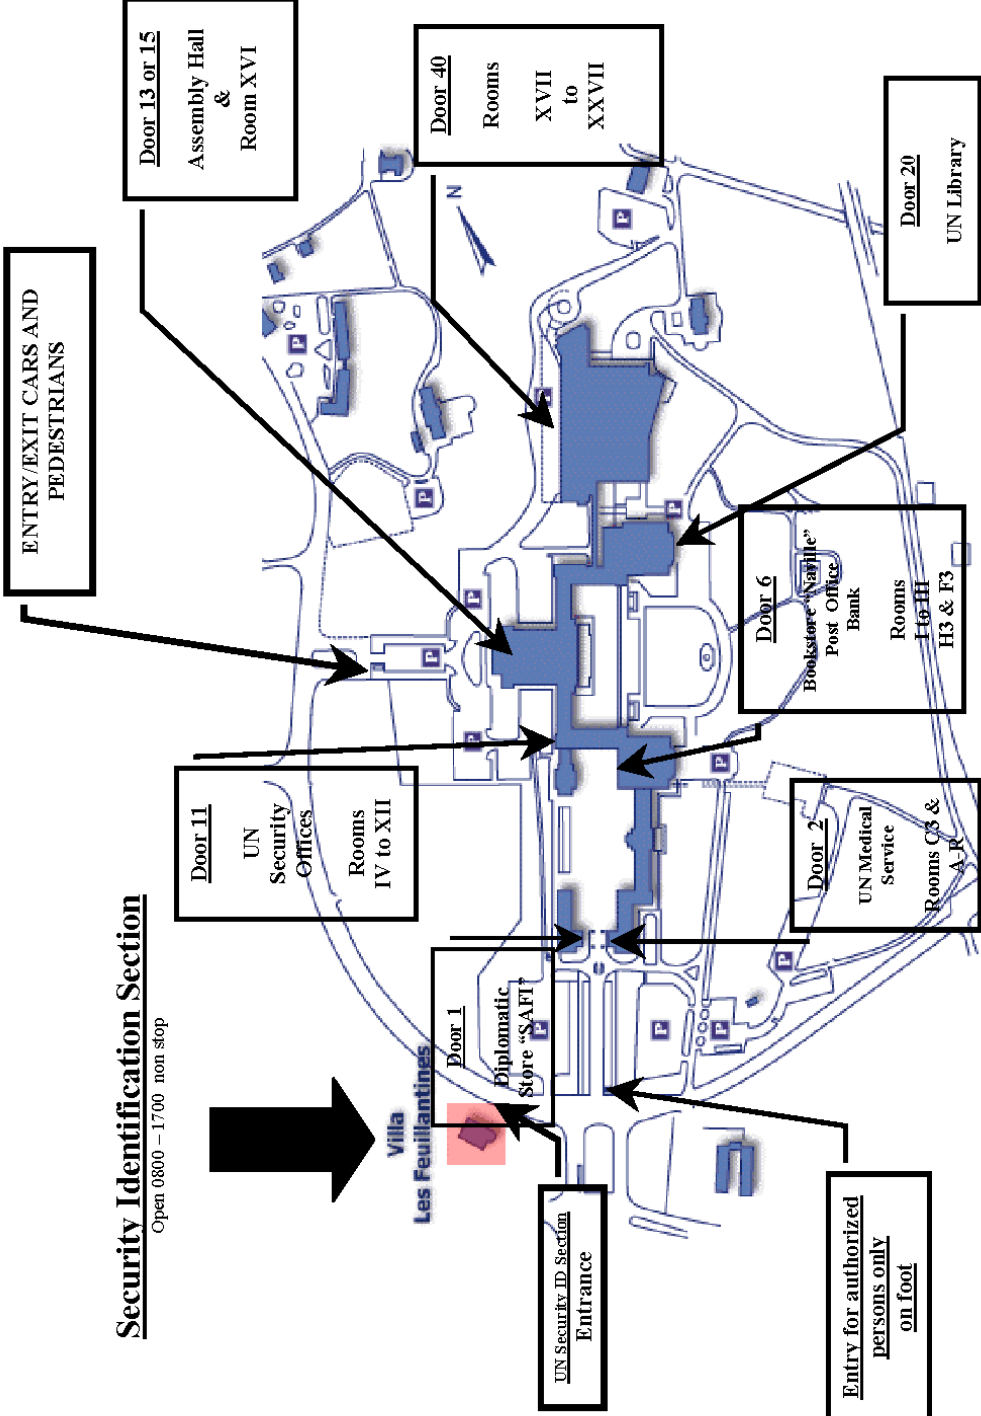 Security Identification Section
Open 0800 – 1700 non stop
ENTRY/EXIT CARS AND
PEDESTRIANS
Door 13 or 15
Assembly Hall
&
Room XVI
Door 11
UN
Security
Offices
Rooms
IV to XII
Villa
Les Feuillantines
Door 1
Diplomatic
Store “SAFI”
Door 40
Rooms
XVII
to
XXVII
N
P
P
P
P
P
P
P
P
P
P
P
P
P
UN Security ID Section
Entrance
Door 6
Bookstore “Naville”
Post Office
Bank
Rooms
I to III
H3 & F3
Door 2
UN Medical
Service
Rooms C3 &
A-R
Door 20
UN Library
Entry for authorized
persons only
on foot